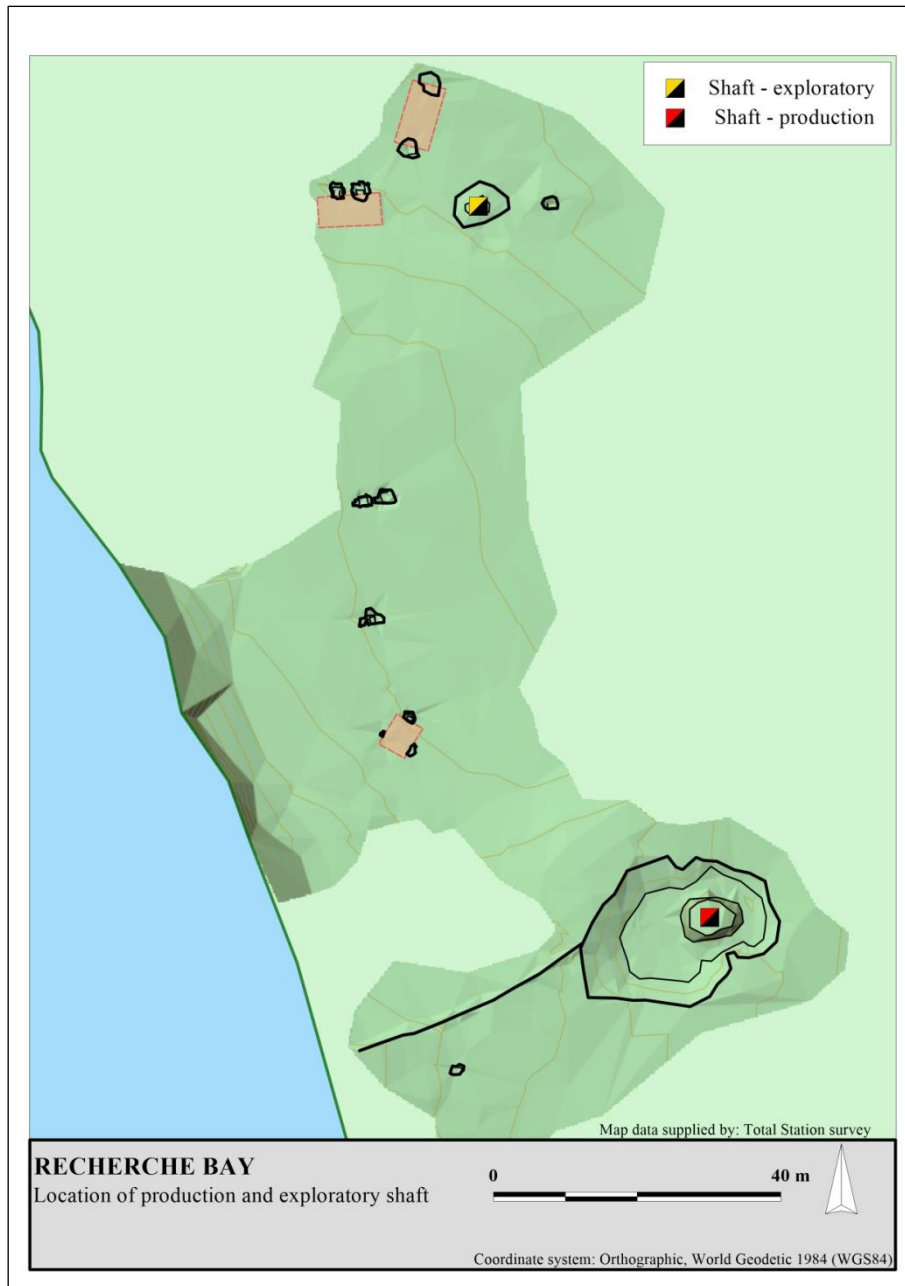 Shaft - exploratory
Shaft - production
Map data supplied by: Total Station survey
RECHERCHE BAY
Location of production and exploratory shaft
0 40 m
Coordinate system: Orthographic, World Geodetic 1984 (WGS84)